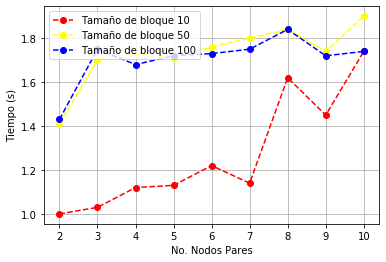 Tamaño de bloque 10
Tamaño de bloque 50
Tamaño de bloque 100
Tiempo (s)
1.8
1.6
1.4
1.2
1.0
2 3 4 5 6 7 8 9 10
No. Nodos Pares